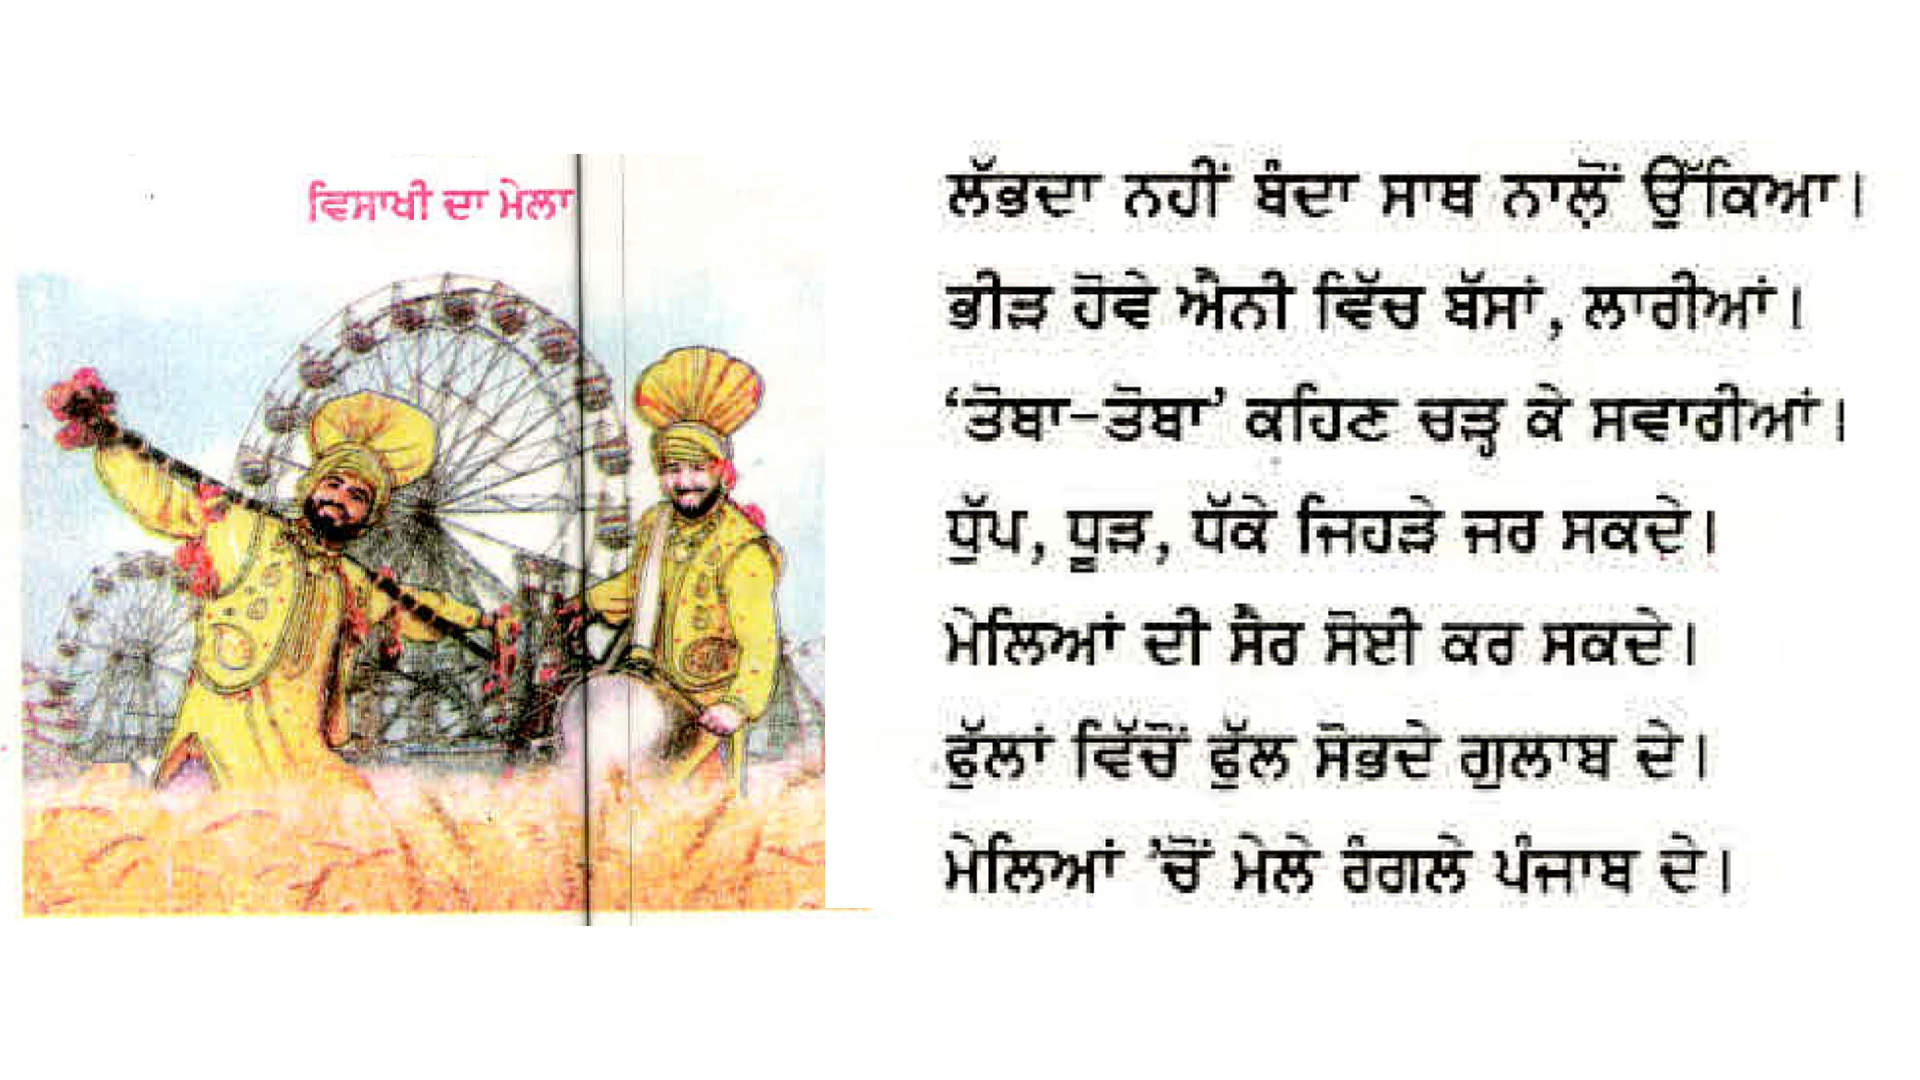 ਵਿਸਾਖੀ ਦਾ ਮੇਲਾ
ਲੱਭਦਾ ਨਹੀਂ ਬੰਦਾ ਸਾਥ ਨਾਲ਼ੋਂ ਉੱਕਿਆ।
ਭੀੜ ਹੋਵੇ ਐਨੀ ਵਿੱਚ ਬੱਸਾਂ, ਲਾਰੀਆਂ।
‘ਤੋਬਾ-ਤੋਬਾ’ ਕਹਿਣ ਚੜ੍ਹ ਕੇ ਸਵਾਰੀਆਂ।
ਧੁੱਪ, ਧੂੜ, ਧੱਕੇ ਜਿਹੜੇ ਜਰ ਸਕਦੇ।
ਮੇਲਿਆਂ ਦੀ ਸੈਰ ਸੋਈ ਕਰ ਸਕਦੇ।
ਫੁੱਲਾਂ ਵਿੱਚੋਂ ਫੁੱਲ ਸੋਭਦੇ ਗੁਲਾਬ ਦੇ।
ਮੇਲਿਆਂ 'ਚੋਂ ਮੇਲੇ ਰੰਗਲੇ ਪੰਜਾਬ ਦੇ।